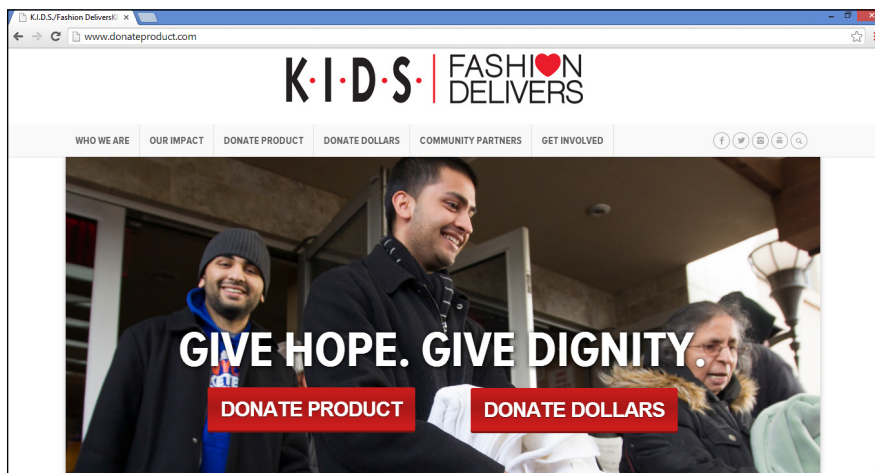 K.I.D.S./Fashion DeliversK
www.donateproduct.com
K·I·D·S· FASHION
DELIVERS
WHO WE ARE OUR IMPACT DONATE PRODUCT DONATE DOLLARS COMMUNITY PARTNERS GET INVOLVED
GIVE HOPE. GIVE DIGNITY.
DONATE PRODUCT DONATE DOLLARS